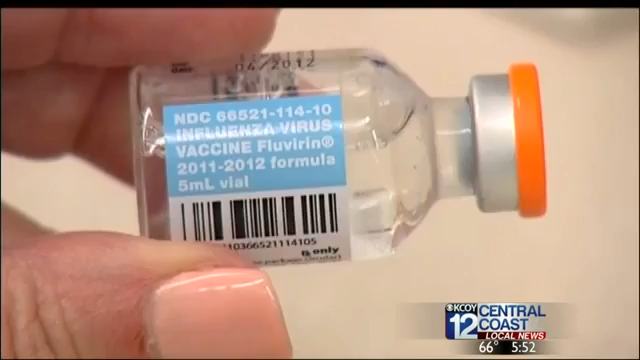 04/2012
NDC 66521-114-10
INFLUENZA VIRUS
VACCINE Fluvirin®
2011-2012 formula
5mL vial
10366521114105
℞ only
KCOY
12 CENTRAL
COAST
LOCAL NEWS
66° 5:52